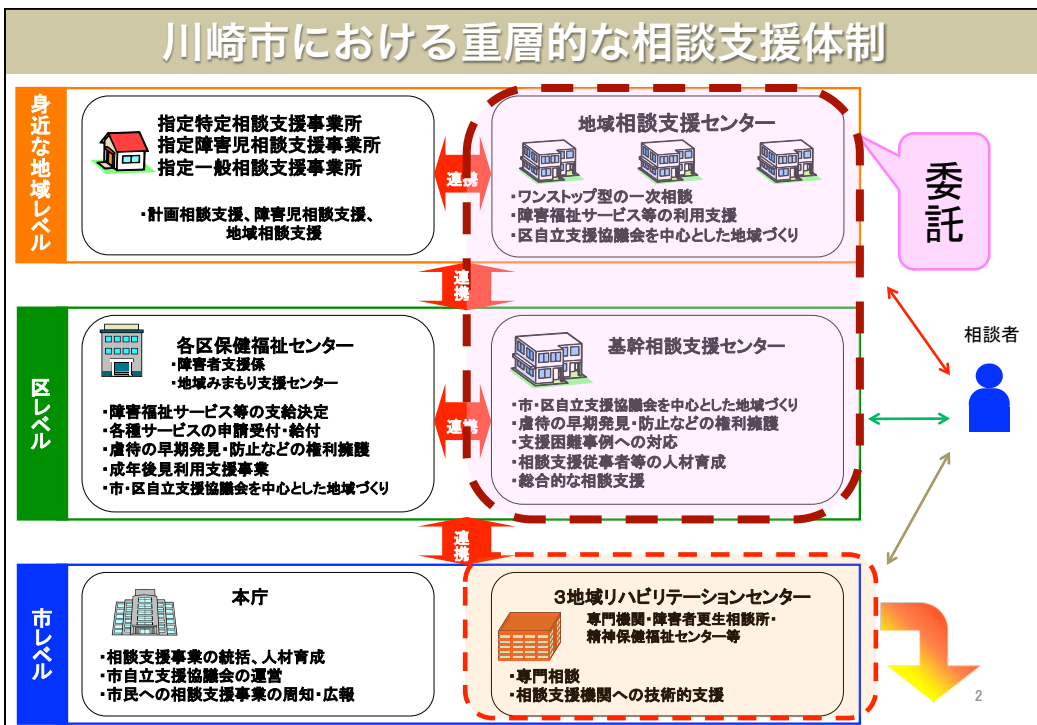 川崎市における重層的な相談支援体制
身近な地域レベル
指定特定相談支援事業所
指定障害児相談支援事業所
指定一般相談支援事業所
・計画相談支援、障害児相談支援、
地域相談支援
連携
地域相談支援センター
・ワンストップ型の一次相談
・障害福祉サービス等の利用支援
・区自立支援協議会を中心とした地域づくり
委託
連携
区レベル
各区保健福祉センター
・障害者支援係
・地域みまもり支援センター
・障害福祉サービス等の支給決定
・各種サービスの申請受付・給付
・虐待の早期発見・防止などの権利擁護
・成年後見利用支援事業
・市・区自立支援協議会を中心とした地域づくり
連携
基幹相談支援センター
・市・区自立支援協議会を中心とした地域づくり
・虐待の早期発見・防止などの権利擁護
・支援困難事例への対応
・相談支援従事者等の人材育成
・総合的な相談支援
相談者
連携
市レベル
本庁
・相談支援事業の統括、人材育成
・市自立支援協議会の運営
・市民への相談支援事業の周知・広報
3地域リハビリテーションセンター
専門機関・障害者更生相談所・
精神保健福祉センター等
・専門相談
・相談支援機関への技術的支援
2